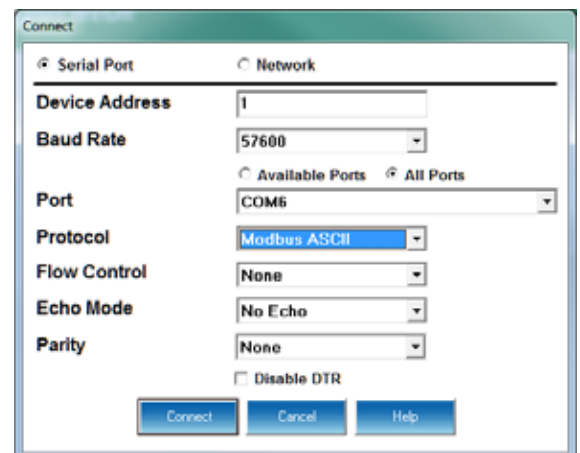 Connect
Serial Port Network
Device Address 1
Baud Rate 57600
Available Ports All Ports
Port COM6
Protocol Modbus ASCII
Flow Control None
Echo Mode No Echo
Parity None
Disable DTR
Connect Cancel Help